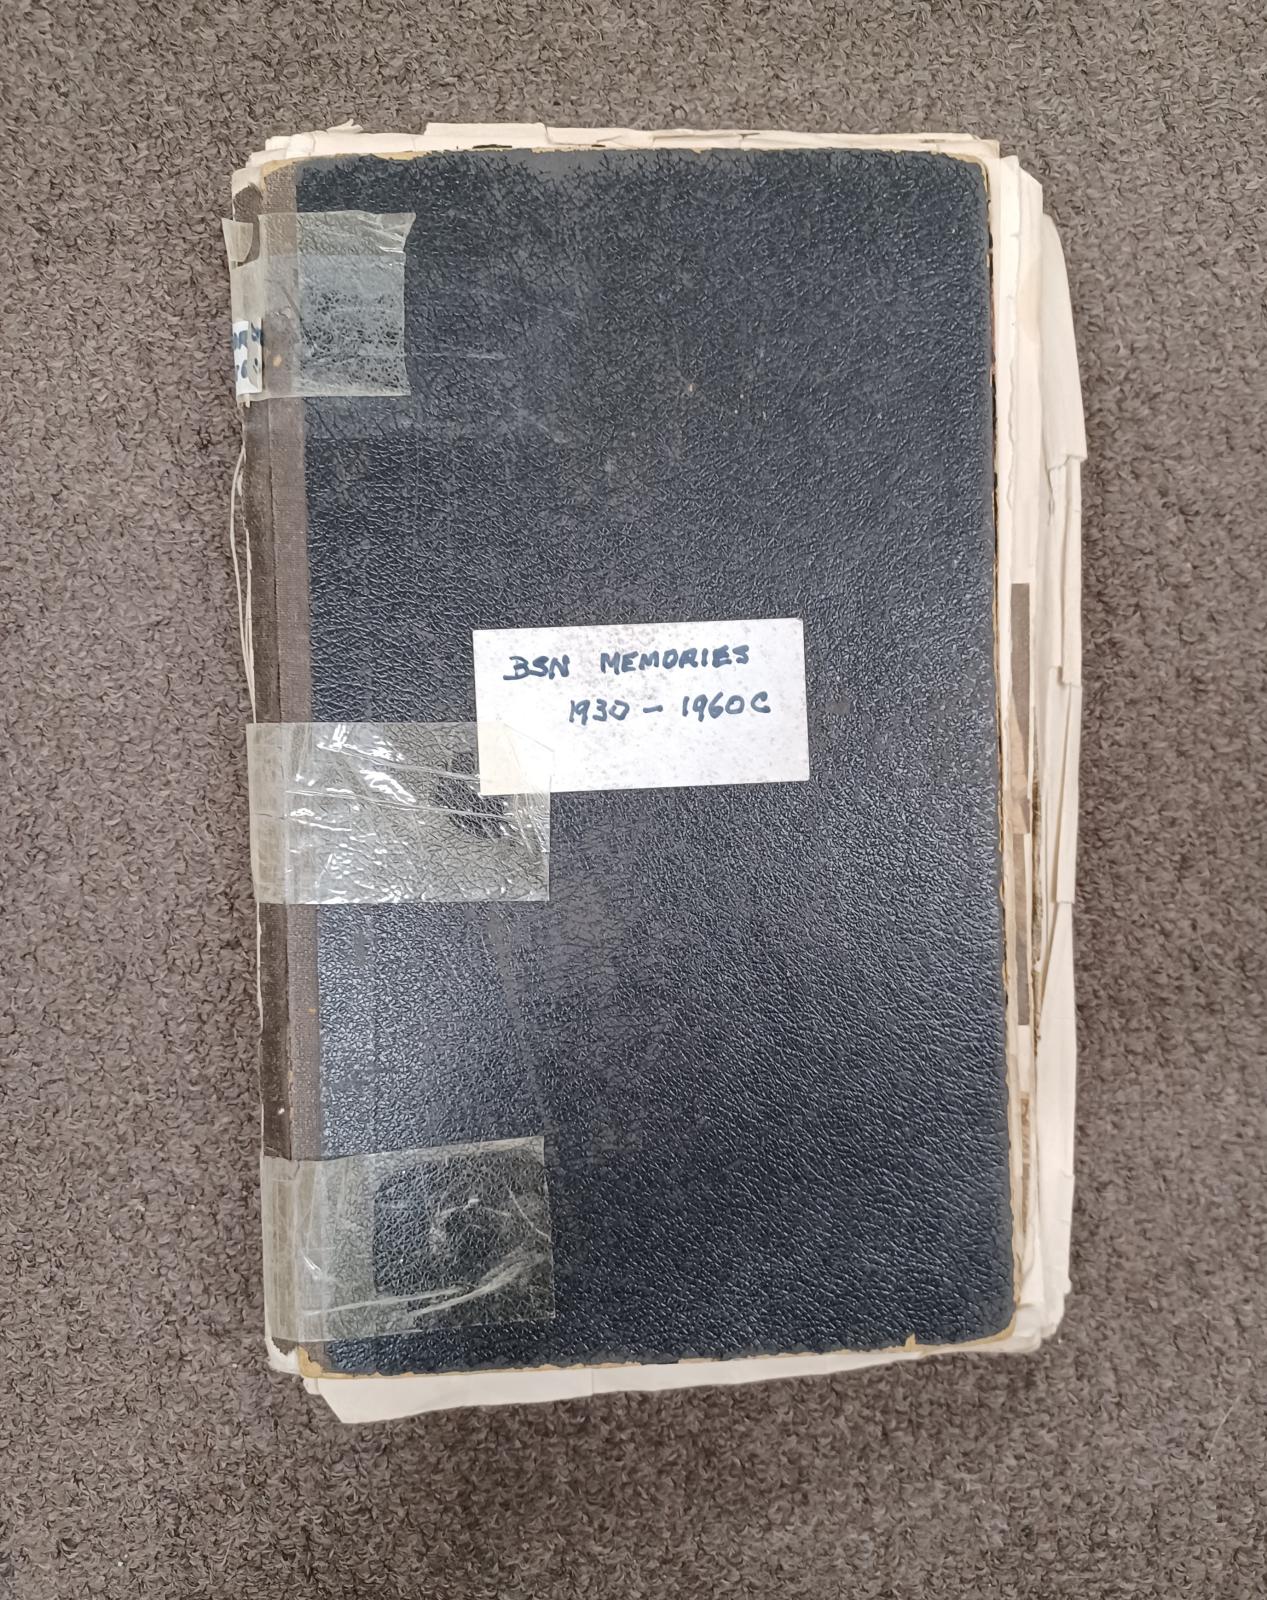 BSN MEMORIES
1930 - 1960C